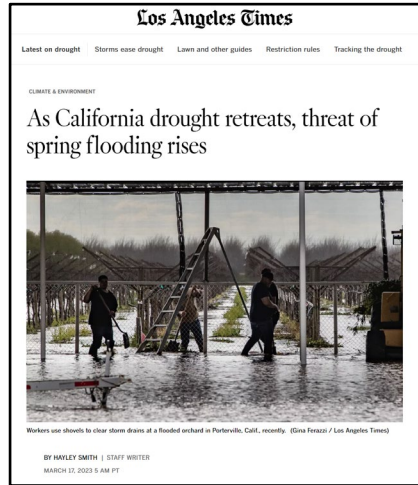 Los Angeles Times
Latest on drought Storms ease drought Lawn and other guides Restriction rules Tracking the drought
CLIMATE & ENVIRONMENT
As California drought retreats, threat of
spring flooding rises
Workers use shovels to clear storm drains at a flooded orchard in Porterville, Calif., recently. (Gina Ferazzi / Los Angeles Times)
BY HAYLEY SMITH | STAFF WRITER
MARCH 17, 2023 5 AM PT